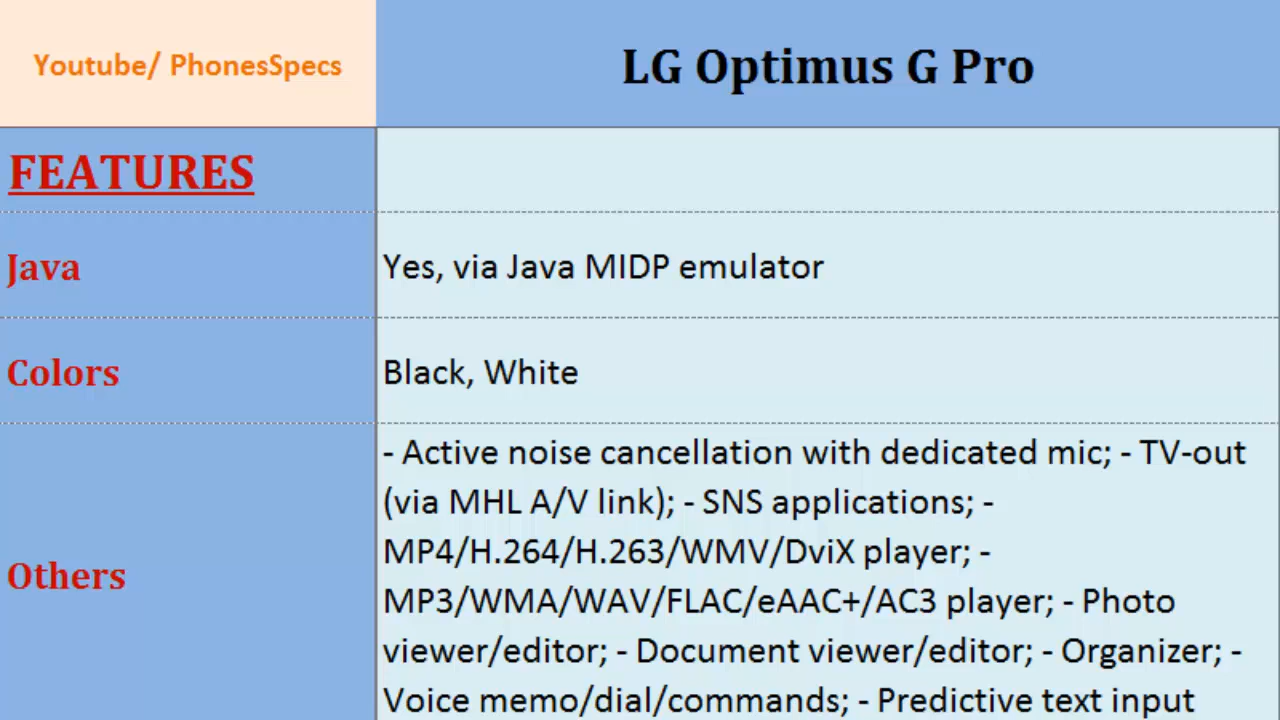 Youtube/ PhonesSpecs
LG Optimus G Pro
FEATURES
Java
Yes, via Java MIDP emulator
Colors
Black, White
Others
- Active noise cancellation with dedicated mic; - TV-out
(via MHL A/V link); - SNS applications; -
MP4/H.264/H.263/WMV/DviX player; -
MP3/WMA/WAV/FLAC/eAAC+/AC3 player; - Photo
viewer/editor; - Document viewer/editor; - Organizer; -
Voice memo/dial/commands; - Predictive text input